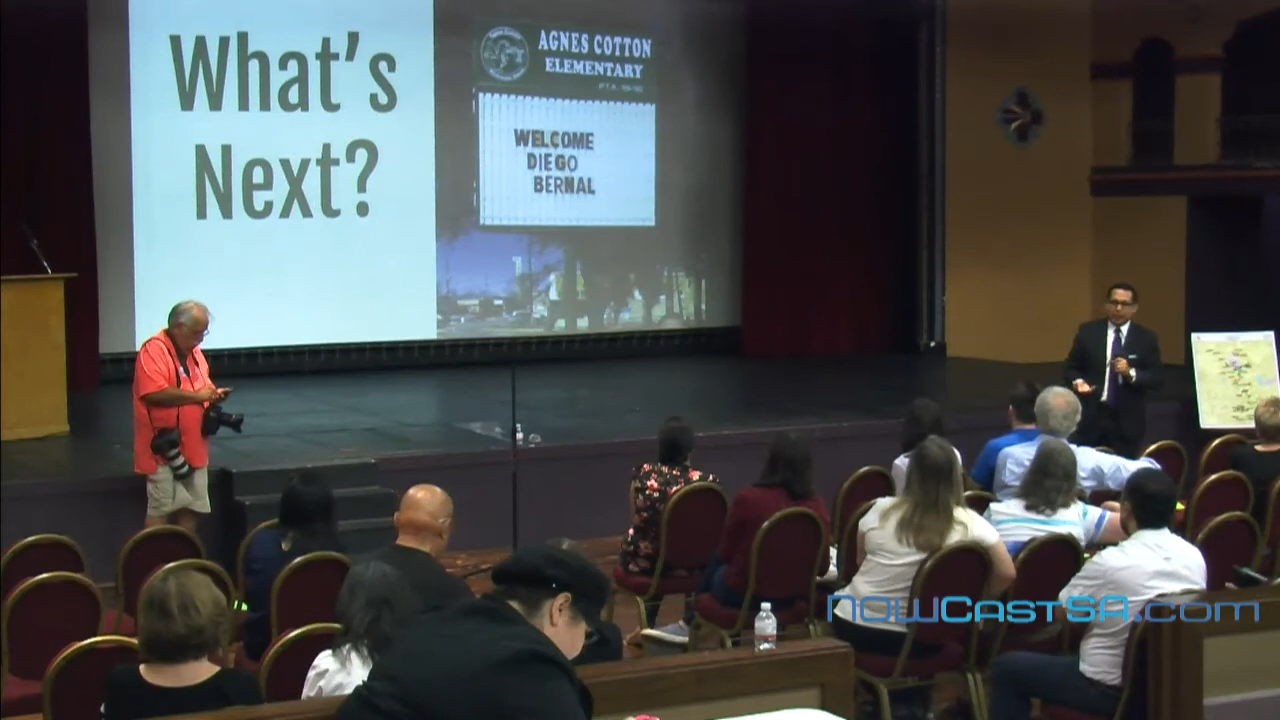 What's
Next?
AGNES COTTON
ELEMENTARY
WELCOME
DIEGO
BERNAL
NOWCastSA.com